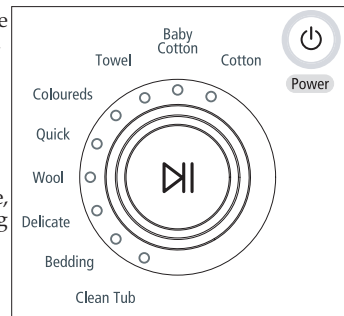 e
Baby
Cotton
Towel
Cotton
Power
Coloureds
Quick
Wool
e,
g
Delicate
Bedding
Clean Tub